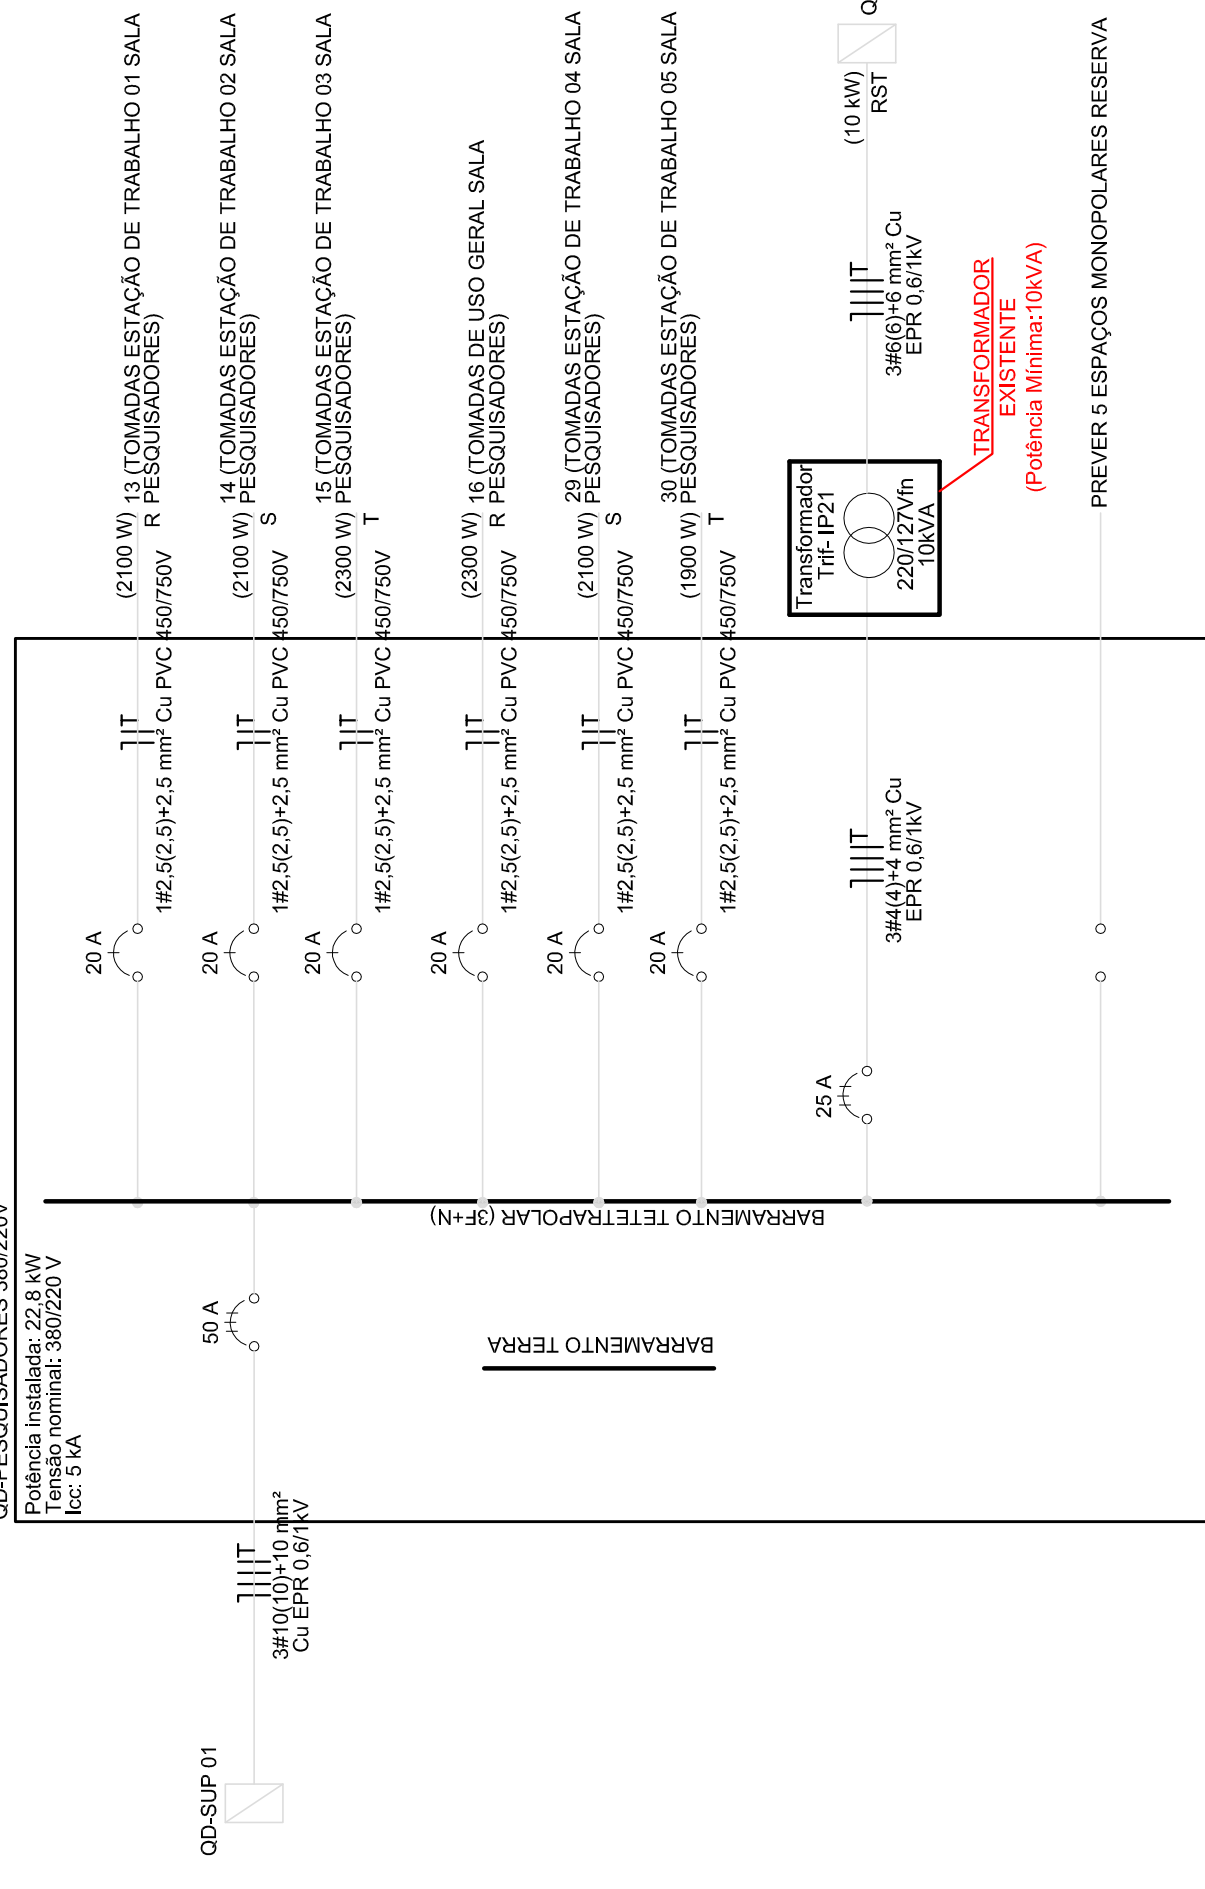 QD-PESQUISADORES 380/220V
Potência instalada: 22,8 kW
Tensão nominal: 380/220 V
Icc: 5 kA
QD-SUP 01
3#10(10)+10 mm²
Cu EPR 0,6/1kV
T
50 A
BARRAMENTO TERRA
BARRAMENTO TETETRAPOLAR (3F+N)
20 A
1#2,5(2,5)+2,5 mm² Cu PVC 450/750V
T
(2100 W)
R
13 (TOMADAS ESTAÇÃO DE TRABALHO 01 SALA
PESQUISADORES)
20 A
1#2,5(2,5)+2,5 mm² Cu PVC 450/750V
T
(2100 W)
S
14 (TOMADAS ESTAÇÃO DE TRABALHO 02 SALA
PESQUISADORES)
20 A
1#2,5(2,5)+2,5 mm² Cu PVC 450/750V
T
(2300 W)
T
15 (TOMADAS ESTAÇÃO DE TRABALHO 03 SALA
PESQUISADORES)
20 A
1#2,5(2,5)+2,5 mm² Cu PVC 450/750V
T
(2300 W)
R
16 (TOMADAS DE USO GERAL SALA
PESQUISADORES)
20 A
1#2,5(2,5)+2,5 mm² Cu PVC 450/750V
T
(2100 W)
S
29 (TOMADAS ESTAÇÃO DE TRABALHO 04 SALA
PESQUISADORES)
20 A
1#2,5(2,5)+2,5 mm² Cu PVC 450/750V
T
(1900 W)
T
30 (TOMADAS ESTAÇÃO DE TRABALHO 05 SALA
PESQUISADORES)
25 A
3#4(4)+4 mm² Cu
EPR 0,6/1kV
T
Transformador
Trif- IP21
220/127Vfn
10kVA
3#6(6)+6 mm² Cu
EPR 0,6/1kV
T
(10 kW)
RST
TRANSFORMADOR
EXISTENTE
(Potência Mínima:10kVA)
PREVER 5 ESPAÇOS MONOPOLARES RESERVA